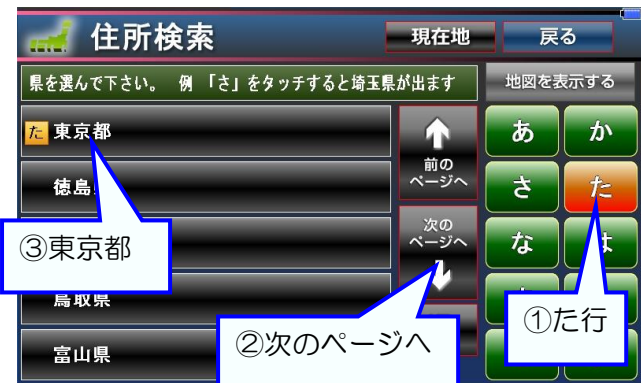 住所検索
現在地
戻る
県を選んで下さい。 例 「さ」をタッチすると埼玉県が出ます
地図を表示する
た 東京都
前の
ページへ
あ
か
徳島
さ
た
次の
ページへ
な
は
③東京都
鳥取県
①た行
②次のページへ
富山県